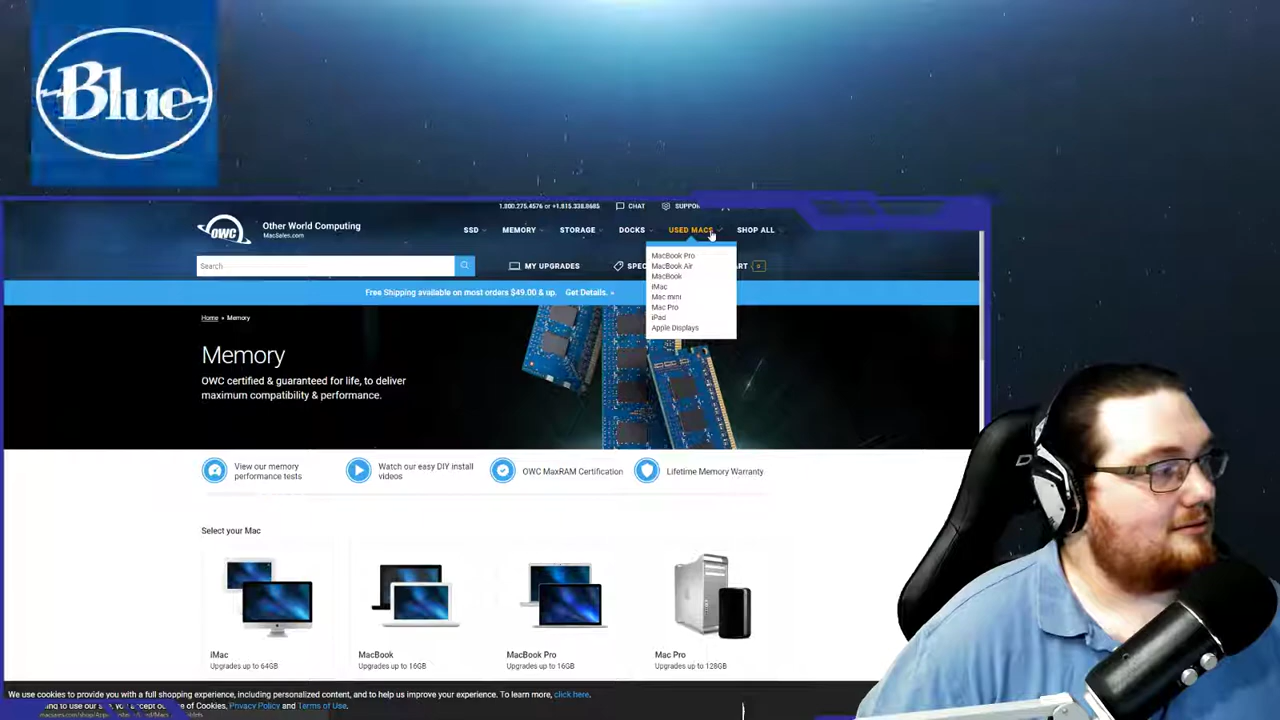 Blue
1.800.275.4576 or +1.815.338.8685
CHAT
Other World Computing
MacSales.com
OWC
SSD
MEMORY
STORAGE
DOCKS
USED MACS
SHOP ALL
Search
MY UPGRADES
MacBook Pro
MacBook Air
MacBook
iMac
Mac mini
Mac Pro
iPad
Apple Displays
Free Shipping available on most orders $49.00 & up. Get Details. »
Home » Memory
Memory
OWC certified & guaranteed for life, to deliver
maximum compatibility & performance.
View our memory
performance tests
Watch our easy DIY install
videos
OWC MaxRAM Certification
Lifetime Memory Warranty
Select your Mac
iMac
Upgrades up to 64GB
MacBook
Upgrades up to 16GB
MacBook Pro
Upgrades up to 16GB
Mac Pro
Upgrades up to 128GB
We use cookies to provide you with a full shopping experience, including personalized content, and to help us improve your experience. To learn more, click here.
to use our of Cookies, Privacy Policy and Terms of Use.